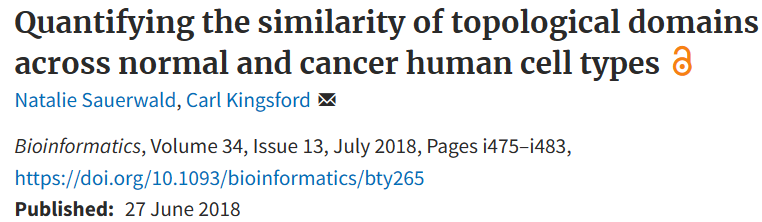 Quantifying the similarity of topological domains
across normal and cancer human cell types
Natalie Sauerwald, Carl Kingsford
Bioinformatics, Volume 34, Issue 13, July 2018, Pages i475–i483,
https://doi.org/10.1093/bioinformatics/bty265
Published: 27 June 2018